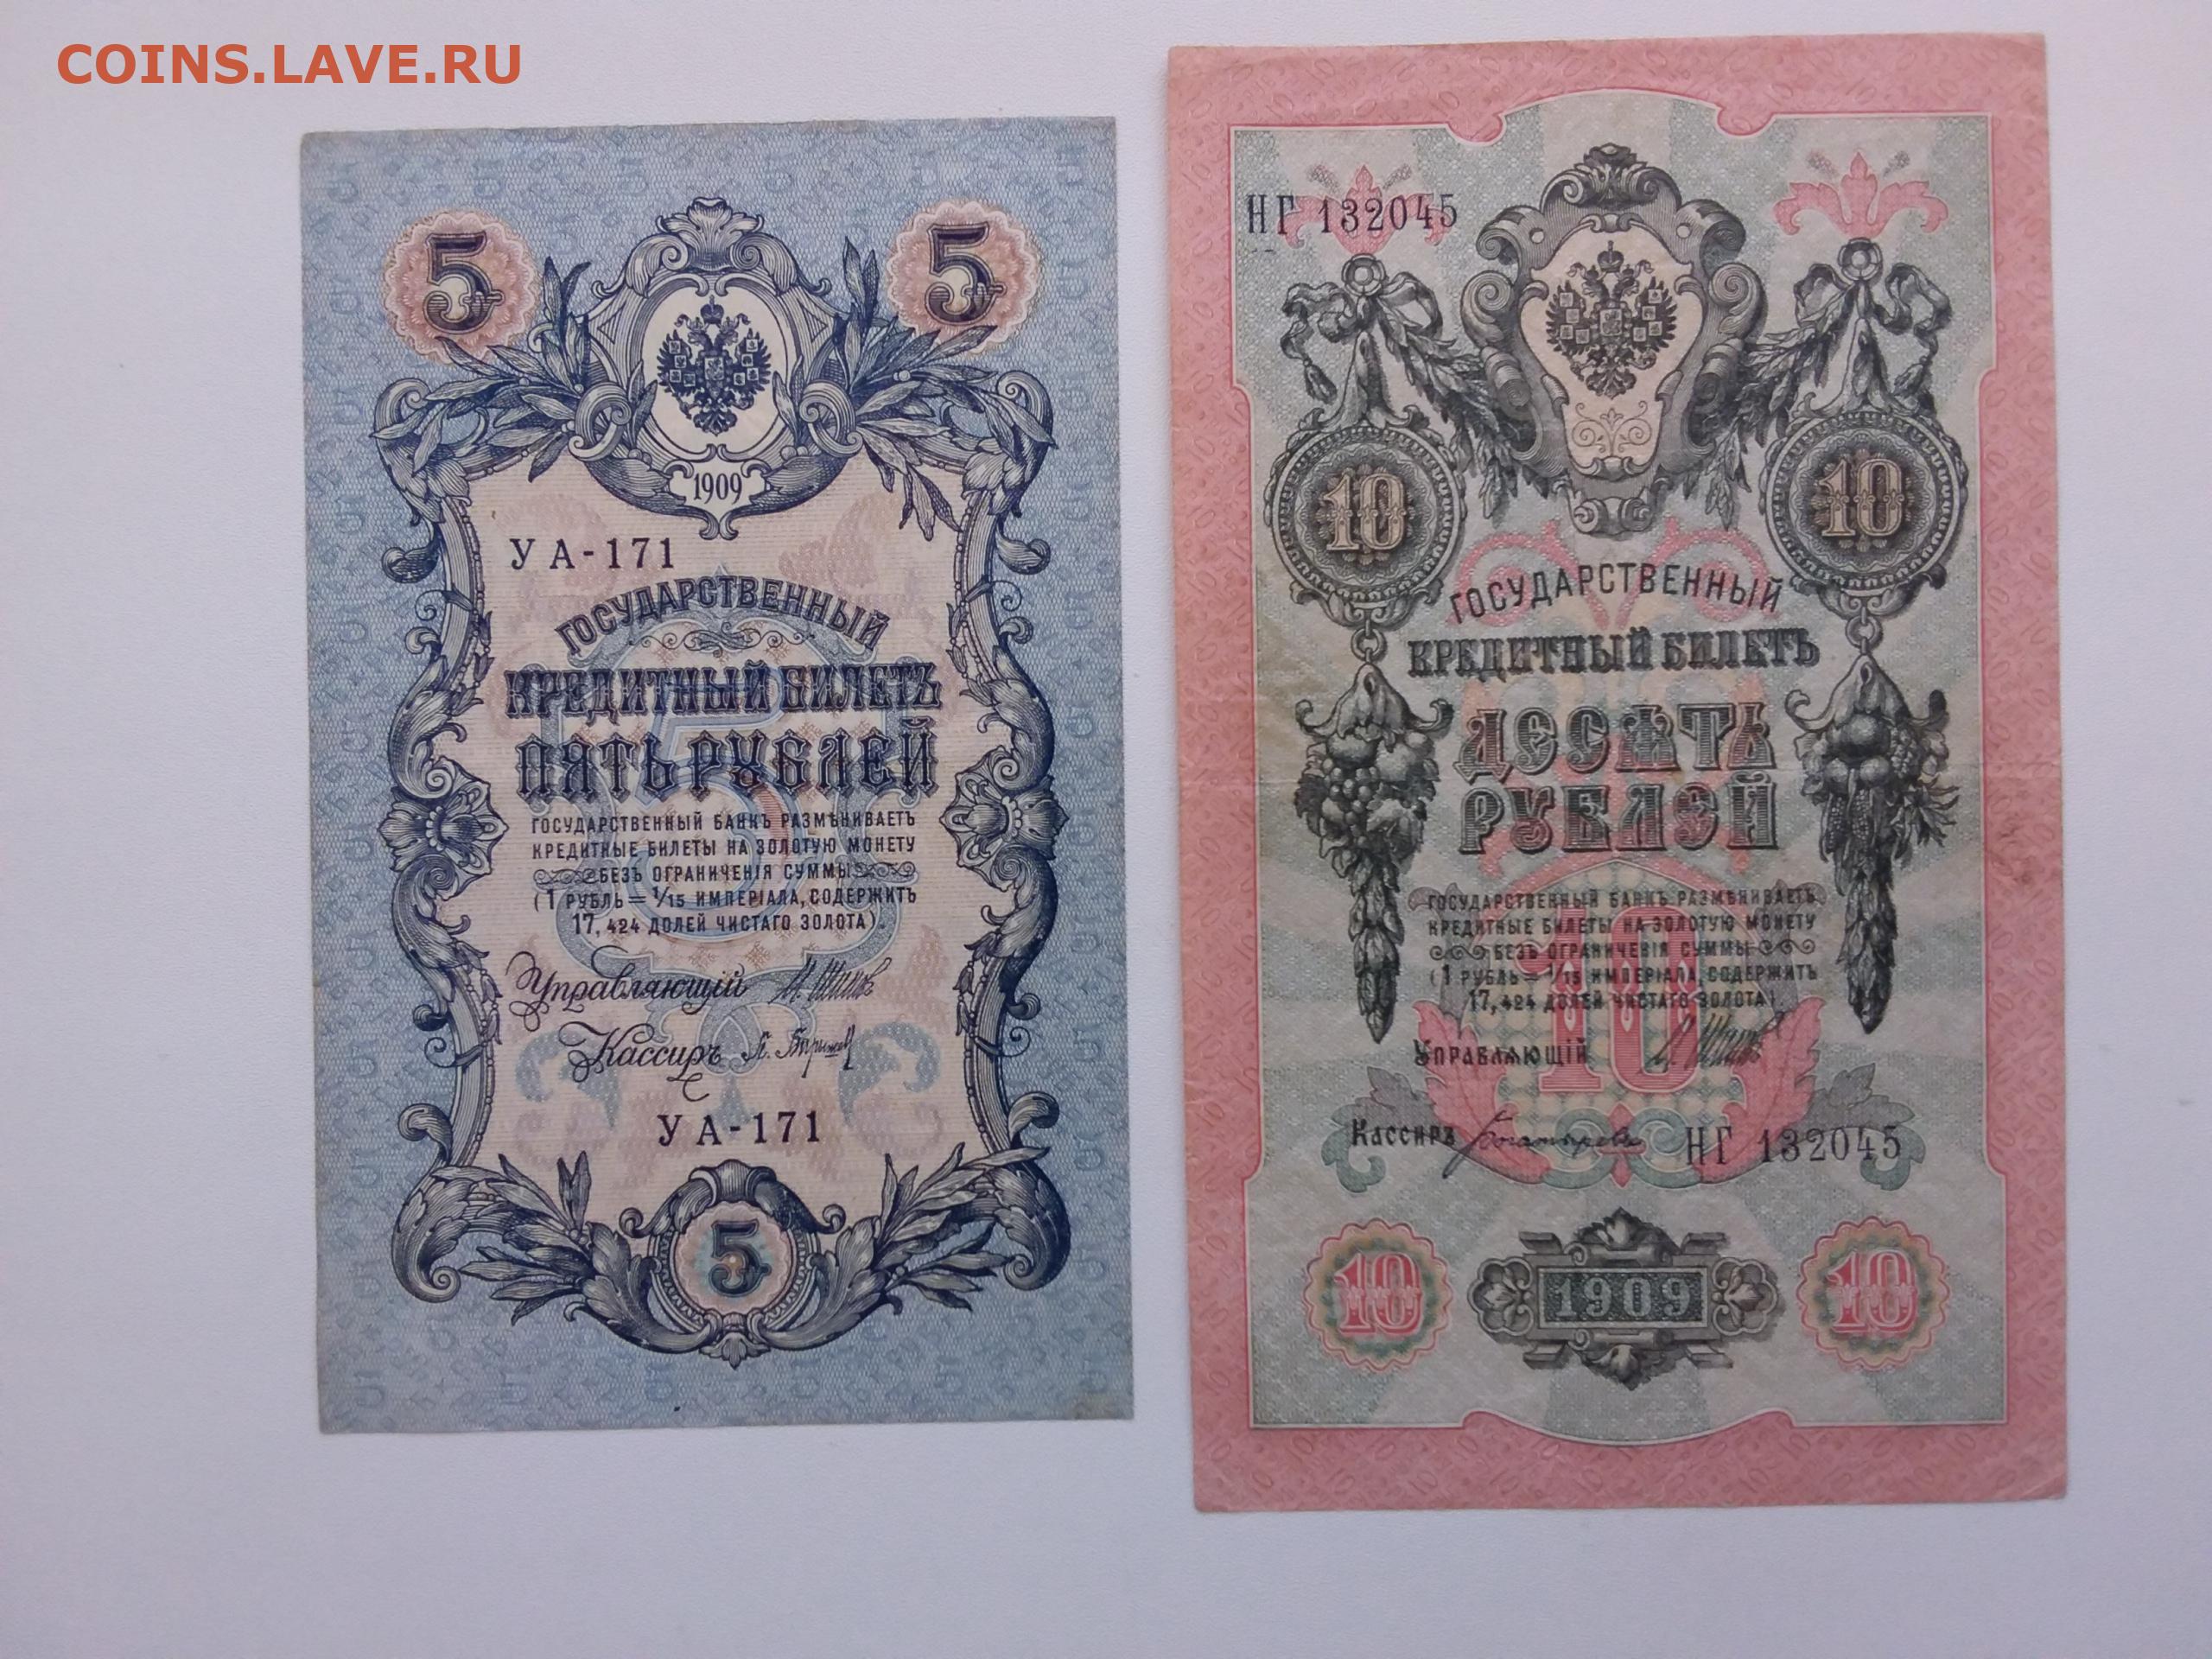 COINS.LAVE.RU
5 5
1909
УА-171
ГОСУДАРСТВЕННЫЙ
КРЕДИТНЫЙ БИЛЕТЪ
ПЯТЬ РУБЛЕЙ
ГОСУДАРСТВЕННЫЙ БАНКЪ РАЗМѢНИВАЕТЪ
КРЕДИТНЫЕ БИЛЕТЫ НА ЗОЛОТУЮ МОНЕТУ
БЕЗЪ ОГРАНИЧЕНІЯ СУММЫ
(1 РУБЛЬ = 1/15 ИМПЕРІАЛА, СОДЕРЖИТЪ
17,424 ДОЛЕЙ ЧИСТАГО ЗОЛОТА).
Управляющій
Кассиръ
УА-171
5
НГ 132045
10 10
ГОСУДАРСТВЕННЫЙ
КРЕДИТНЫЙ БИЛЕТЪ
ДЕСЯТЬ
РУБЛЕЙ
ГОСУДАРСТВЕННЫЙ БАНКЪ РАЗМѢНИВАЕТЪ
КРЕДИТНЫЕ БИЛЕТЫ НА ЗОЛОТУЮ МОНЕТУ
БЕЗЪ ОГРАНИЧЕНІЯ СУММЫ
(1 РУБЛЬ = 1/15 ИМПЕРІАЛА, СОДЕРЖИТЪ
17,424 ДОЛЕЙ ЧИСТАГО ЗОЛОТА).
10
УПРАВЛЯЮЩІЙ
КАССИРЪ НГ 132045
10 1909 10